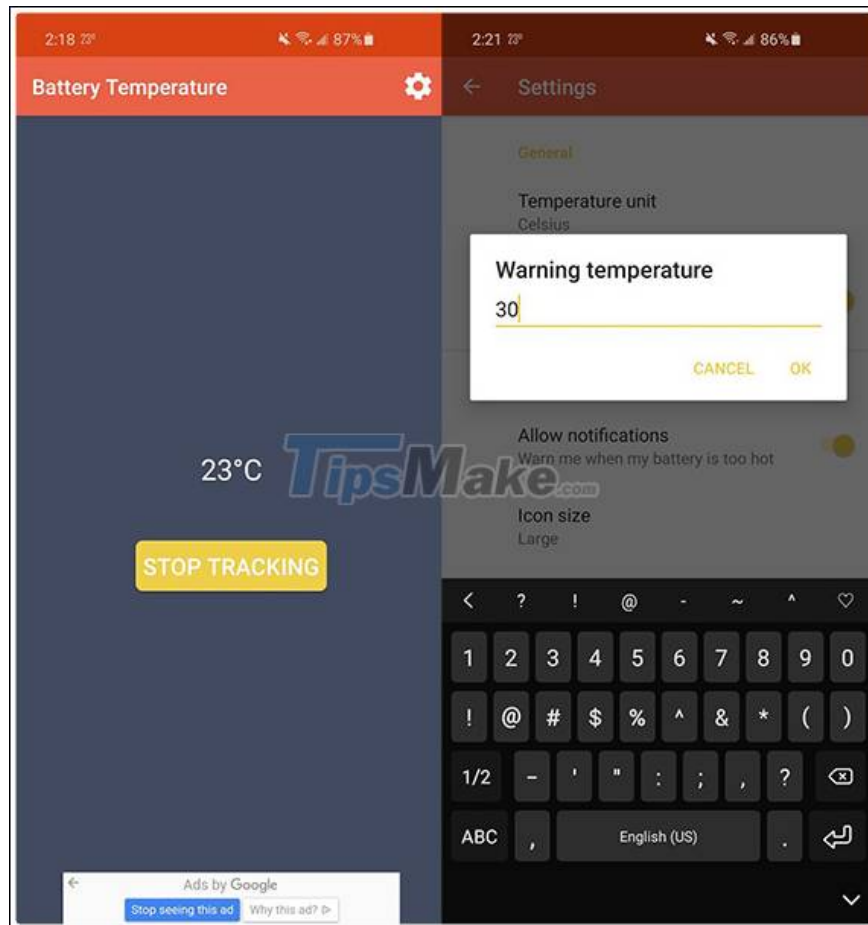 2:18 23° 87%
Battery Temperature
23°C
STOP TRACKING
Ads by Google
Stop seeing this ad
Why this ad?
2:21 23° 86%
Settings
General
Temperature unit
Celsius
Warning temperature
30
CANCEL OK
Allow notifications
Warn me when my battery is too hot
Icon size
Large
TipsMake.com
? ! @ - ~ ^
1 2 3 4 5 6 7 8 9 0
! @ # $ % ^ & * ( )
1/2 - ' " : ; , ?
ABC , English (US) .